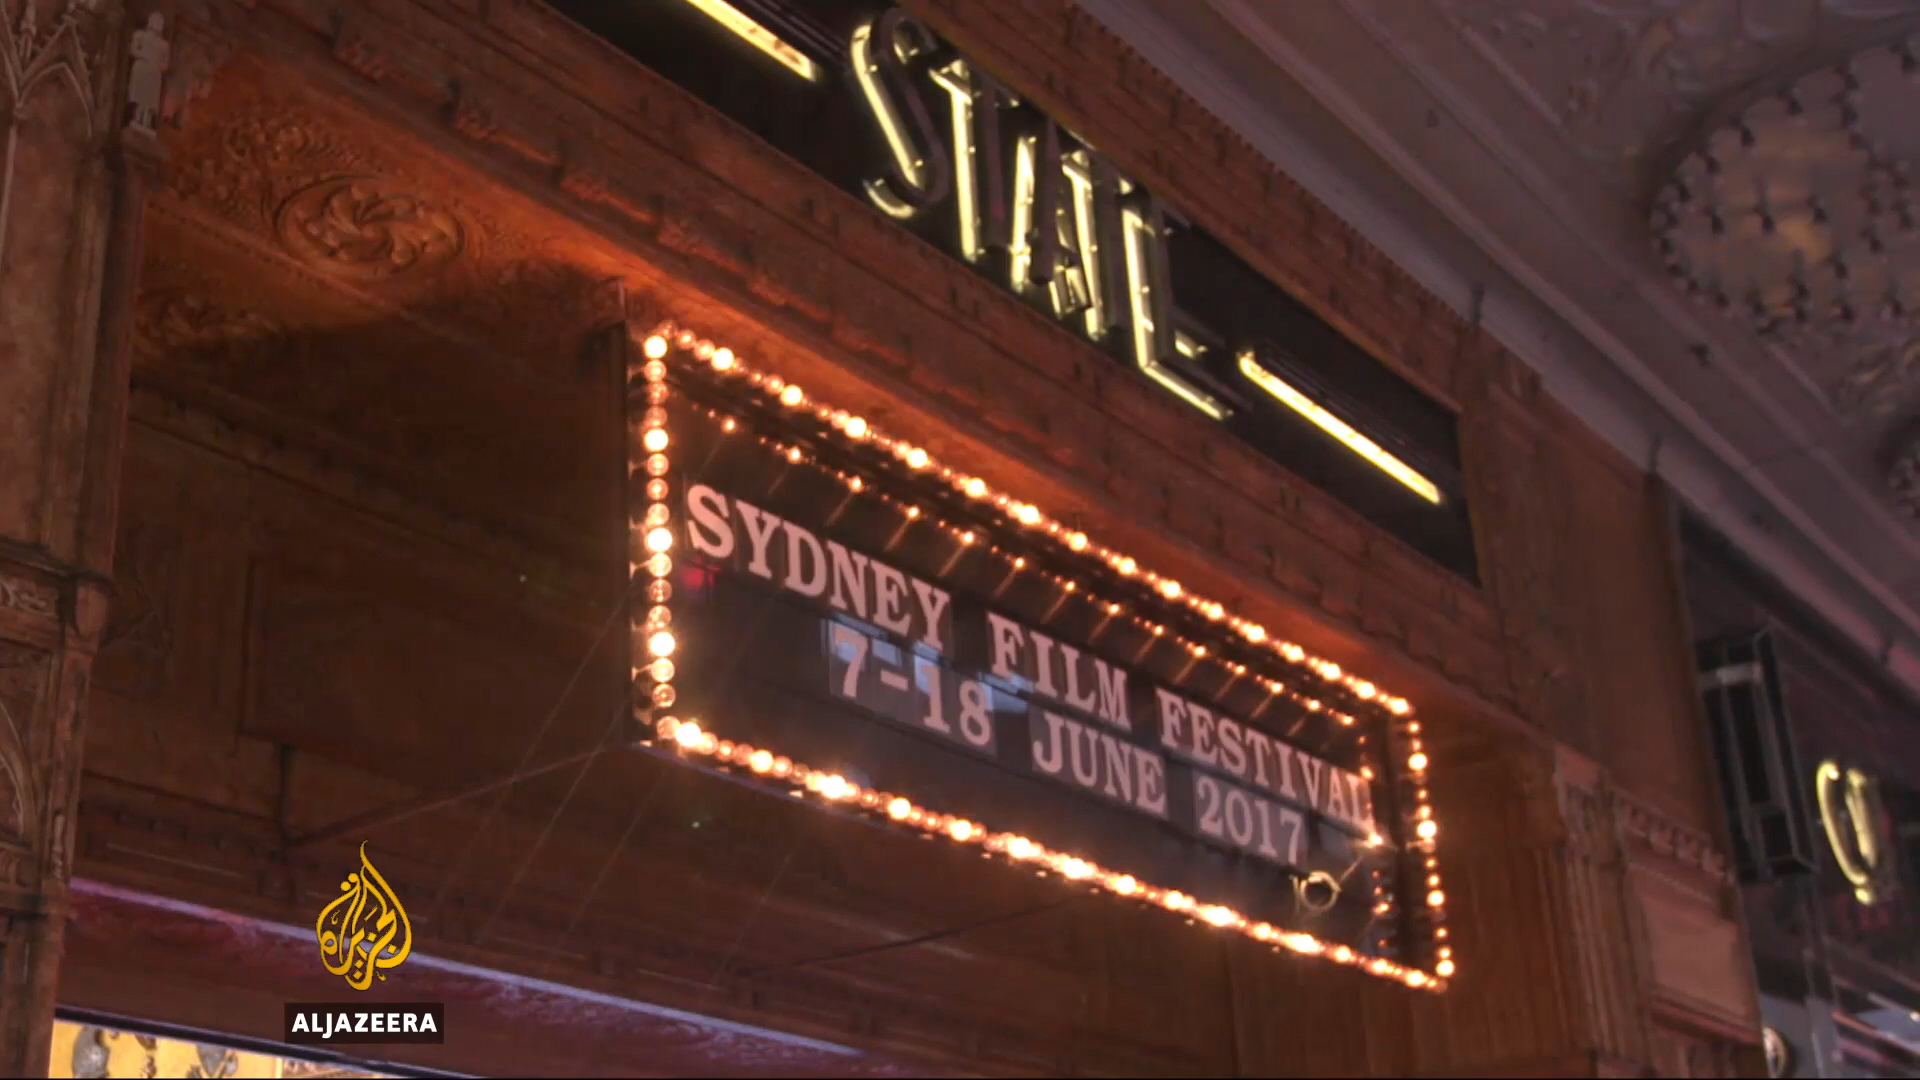 STATE
SYDNEY FILM FESTIVAL
7-18 JUNE 2017
الجزيرة
ALJAZEERA